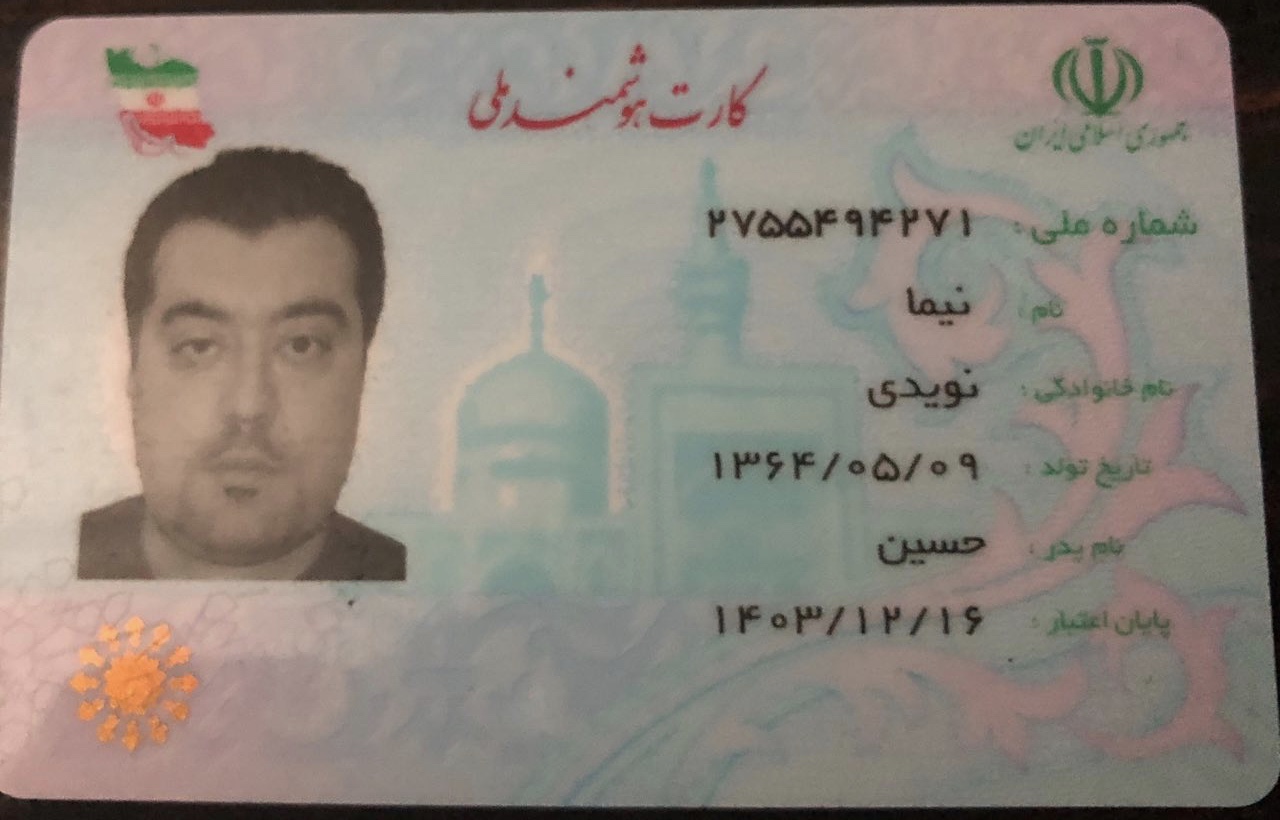 کارت هوشمند ملی
جمهوری اسلامی ایران
شماره ملی : ۲۷۵۵۴۹۴۲۷۱
نام : نیما
نام خانوادگی : نویدی
تاریخ تولد : ۱۳۶۴/۰۵/۰۹
نام پدر : حسین
پایان اعتبار : ۱۴۰۳/۱۲/۱۶